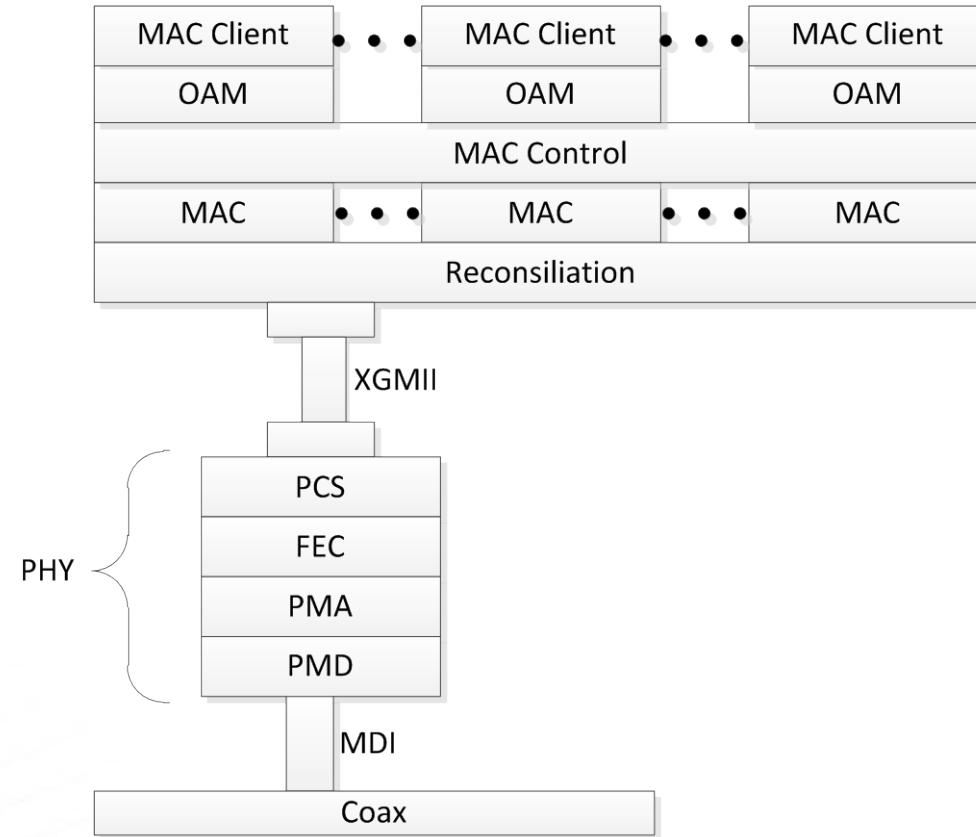 MAC Client • • • MAC Client • • • MAC Client
OAM OAM OAM
MAC Control
MAC • • • MAC • • • MAC
Reconsiliation
XGMII
PCS
FEC
PHY
PMA
PMD
MDI
Coax